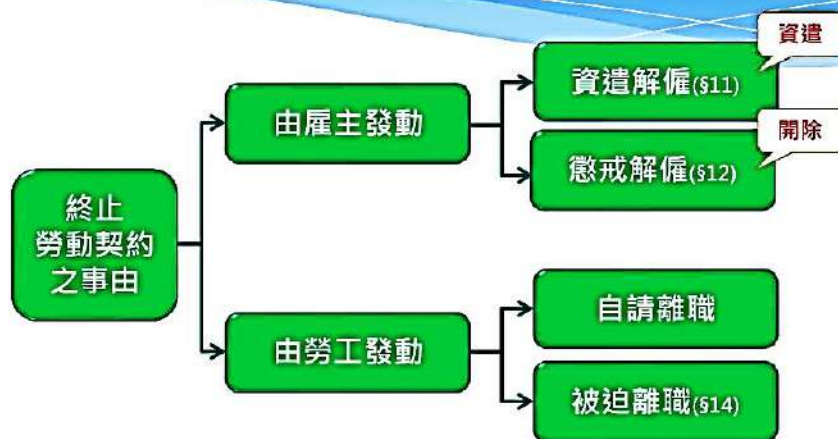 資遣
資遣解僱(§11)
由雇主發動
開除
懲戒解僱(§12)
終止
勞動契約
之事由
自請離職
由勞工發動
被迫離職(§14)